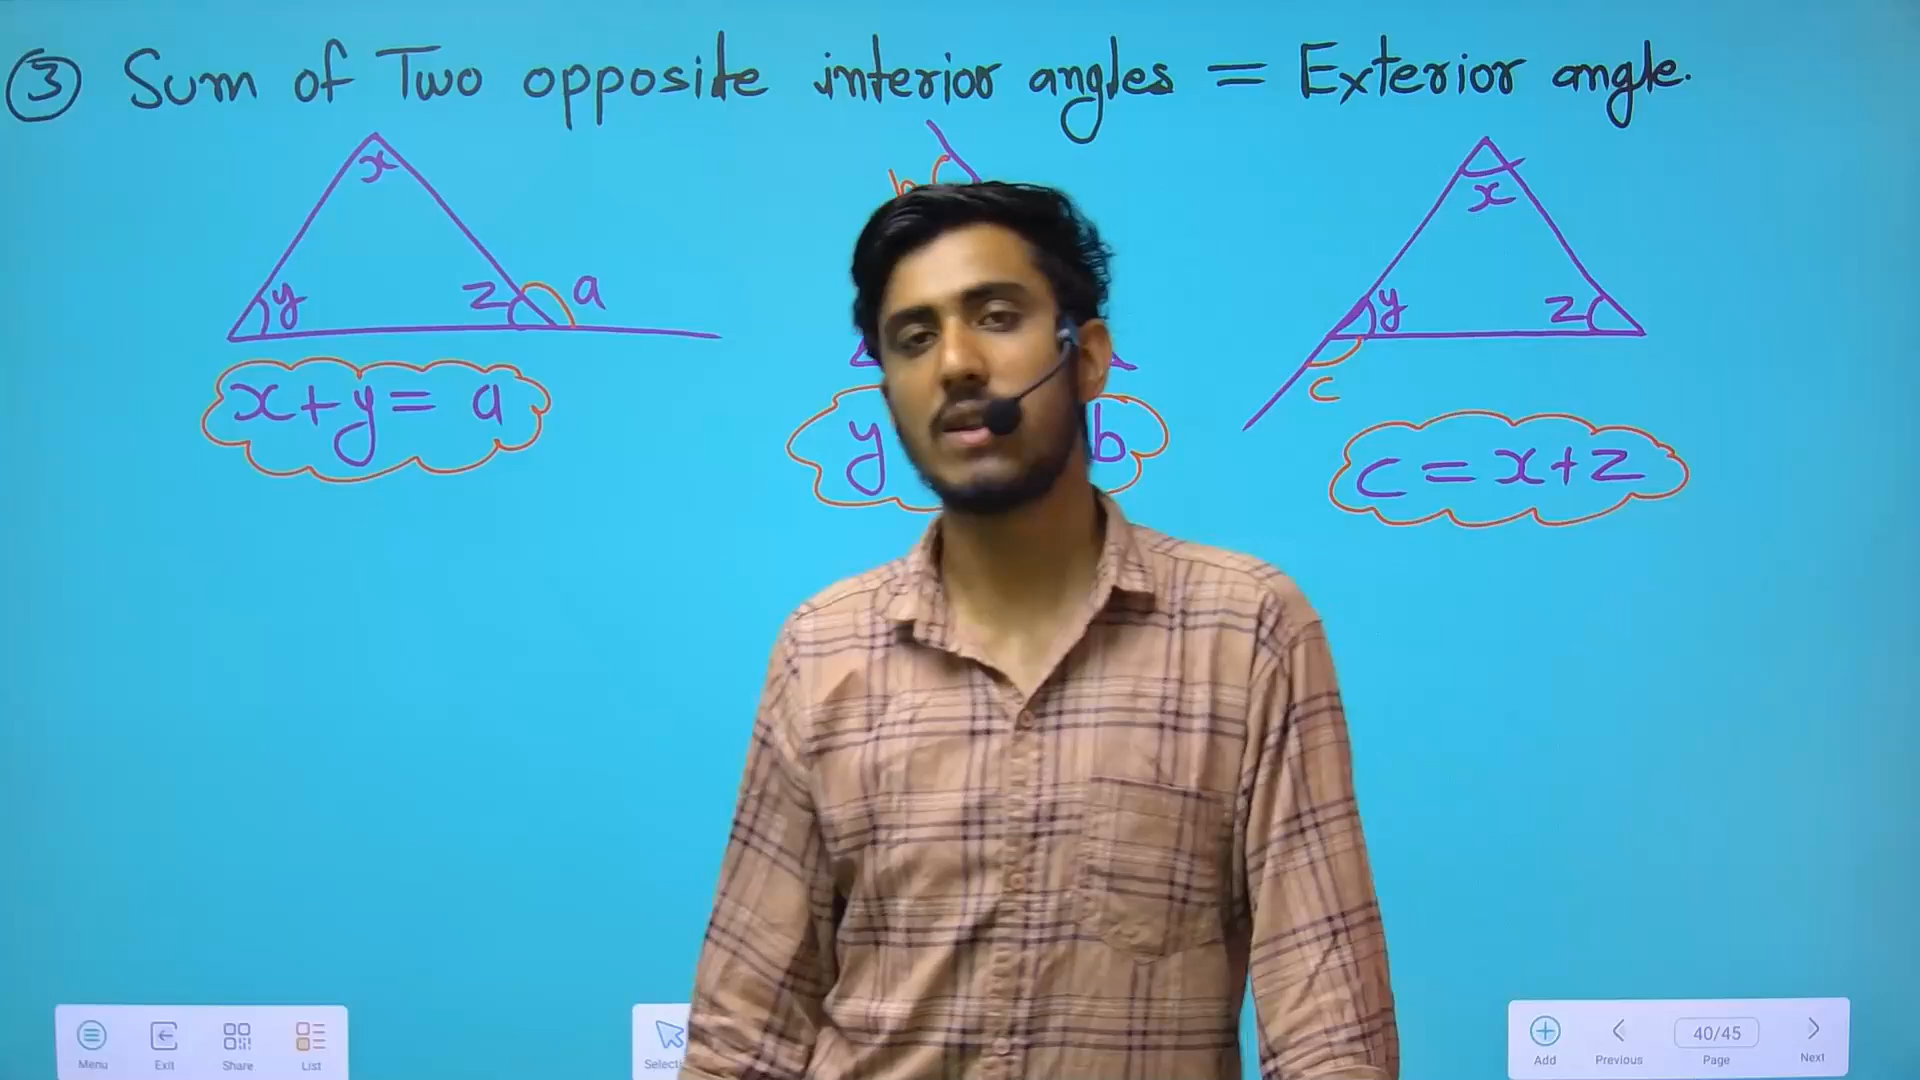 ③ Sum of Two opposite interior angles = Exterior angle.
x
y
z
a
x+y= a
b
y
b
x
y
z
c
c = x+z
Menu
Exit
Share
List
Add
Previous
40/45
Page
Next